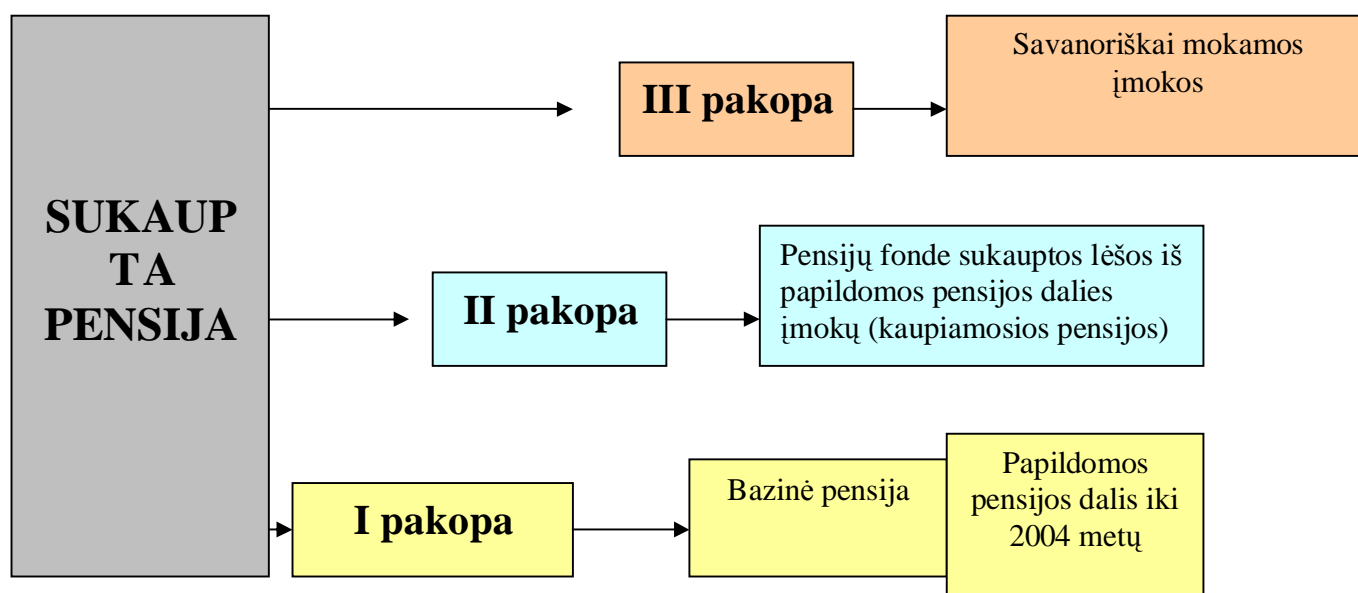 SUKAUP
TA
PENSIJA
III pakopa
Savanoriškai mokamos
įmokos
II pakopa
Pensijų fonde sukauptos lėšos iš
papildomos pensijos dalies
įmokų (kaupiamosios pensijos)
I pakopa
Bazinė pensija
Papildomos
pensijos dalis iki
2004 metų